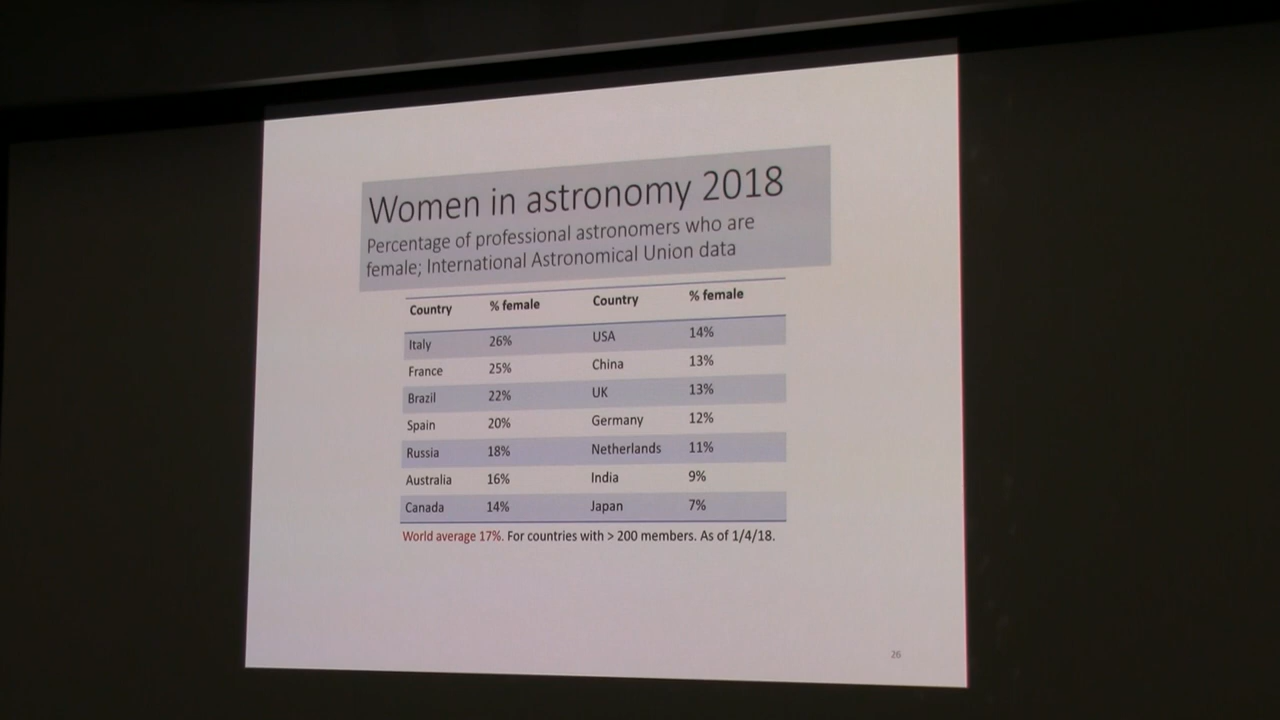 Women in astronomy 2018
Percentage of professional astronomers who are
female; International Astronomical Union data
Country % female Country % female
Italy 26% USA 14%
France 25% China 13%
Brazil 22% UK 13%
Spain 20% Germany 12%
Russia 18% Netherlands 11%
Australia 16% India 9%
Canada 14% Japan 7%
World average 17%. For countries with > 200 members. As of 1/4/18.
26